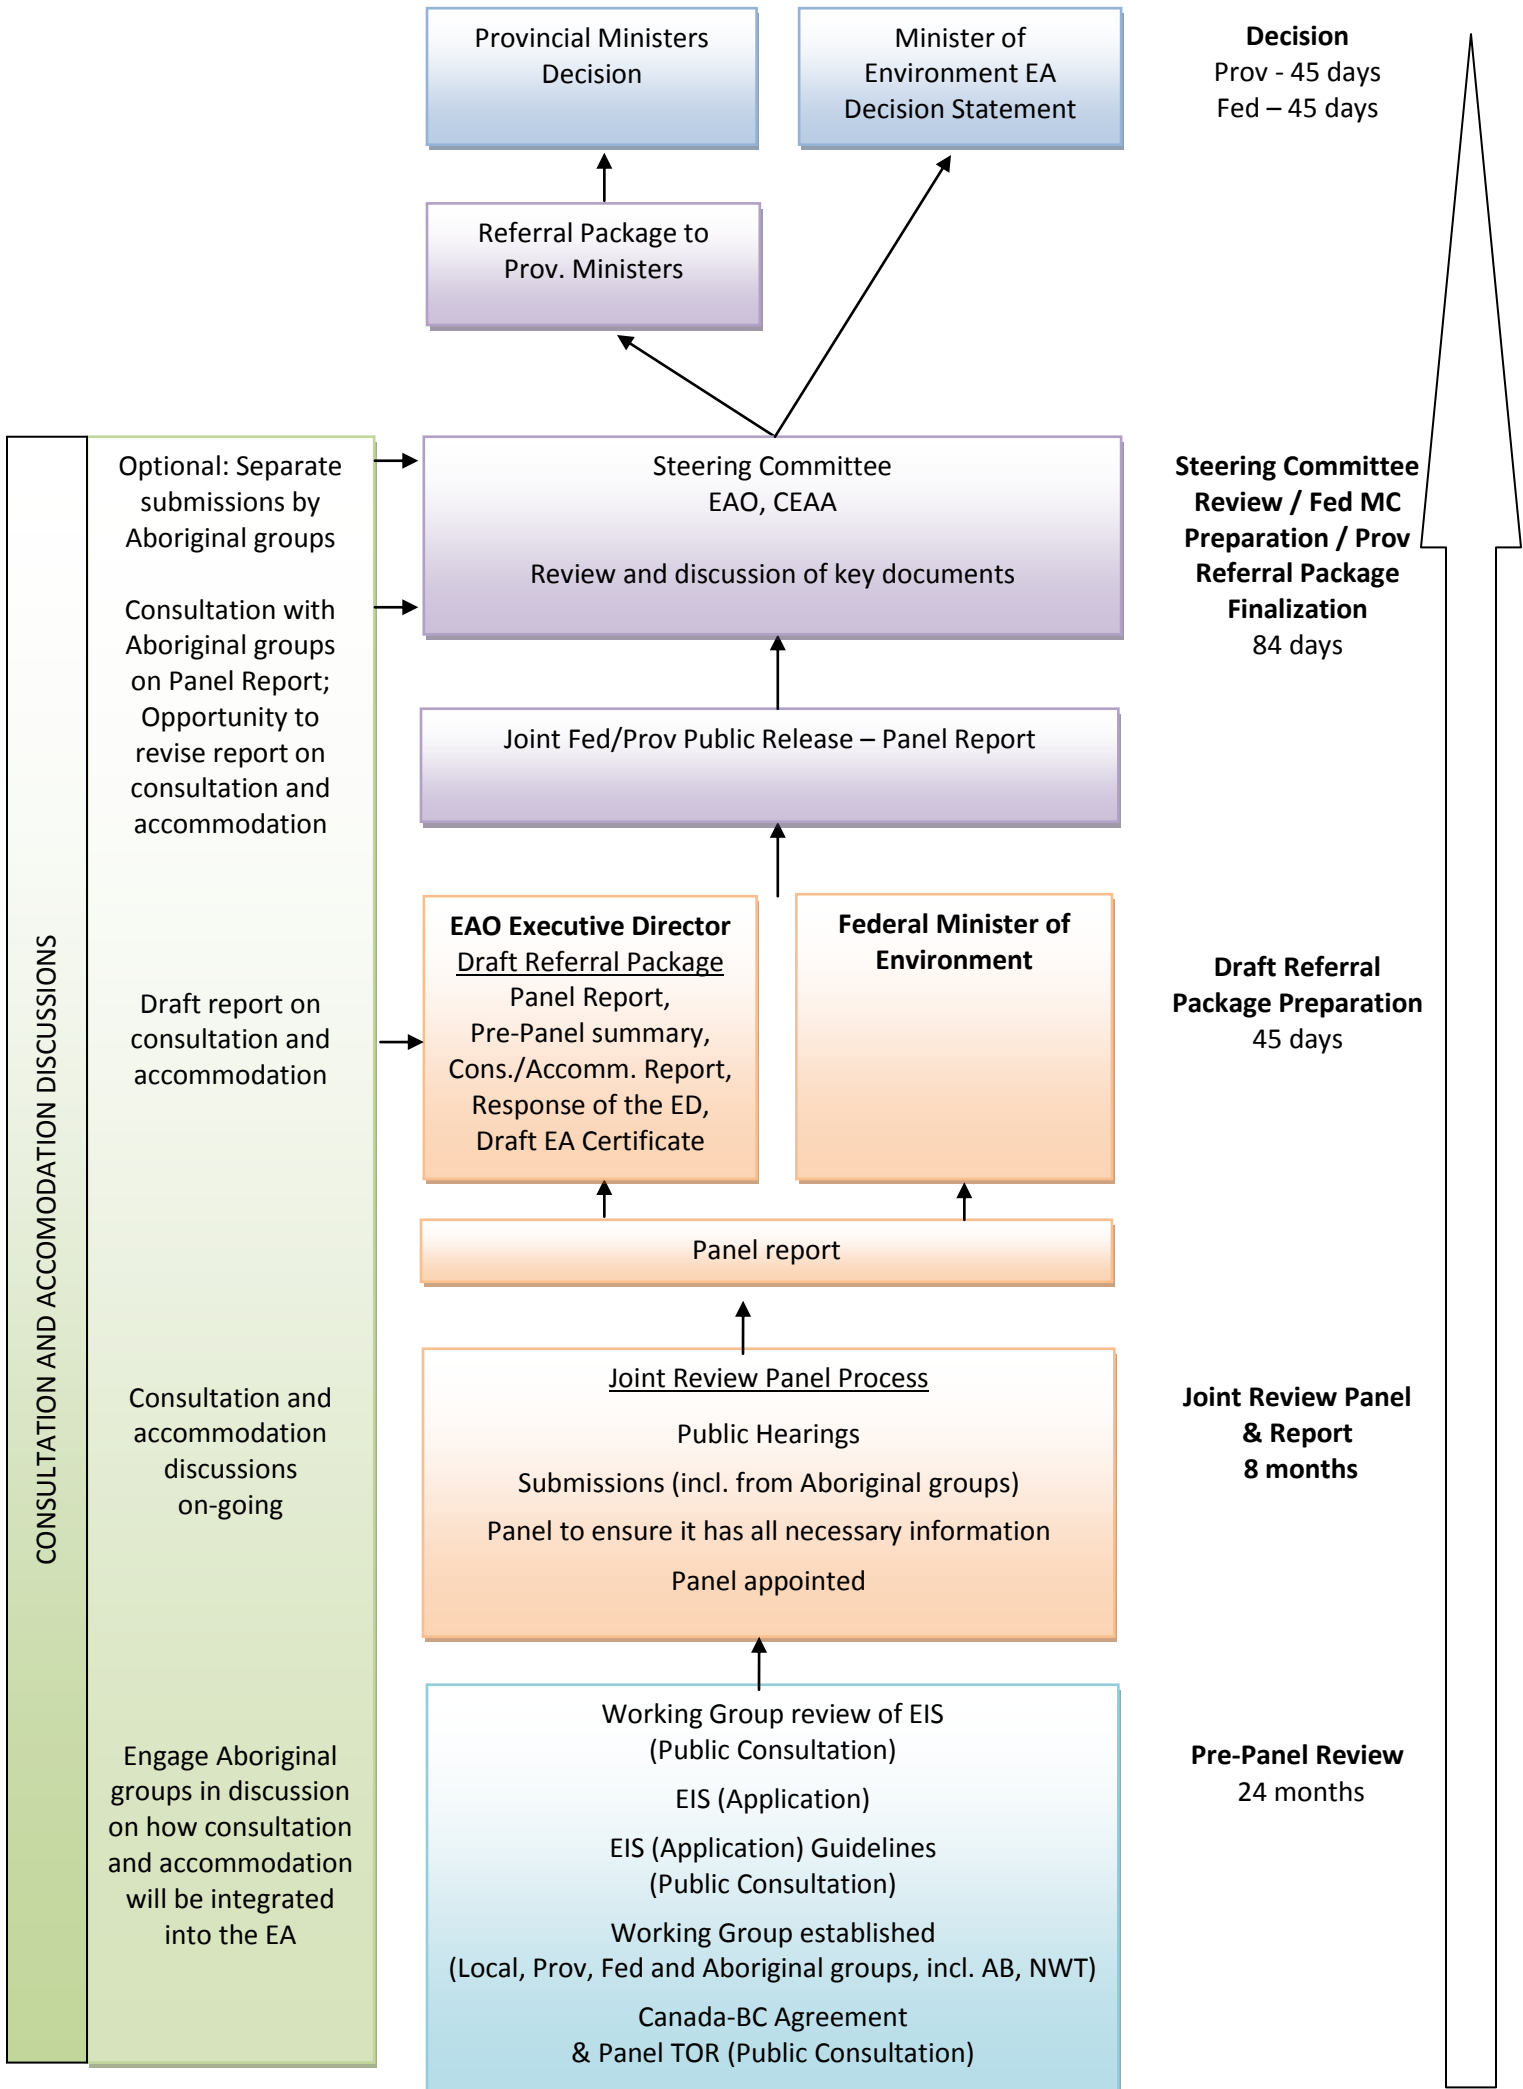 Provincial Ministers
Decision
Minister of
Environment EA
Decision Statement
Decision
Prov - 45 days
Fed – 45 days
Referral Package to
Prov. Ministers
CONSULTATION AND ACCOMODATION DISCUSSIONS
Optional: Separate
submissions by
Aboriginal groups
Consultation with
Aboriginal groups
on Panel Report;
Opportunity to
revise report on
consultation and
accommodation
Steering Committee
EAO, CEAA
Review and discussion of key documents
Steering Committee
Review / Fed MC
Preparation / Prov
Referral Package
Finalization
84 days
Joint Fed/Prov Public Release – Panel Report
Draft report on
consultation and
accommodation
EAO Executive Director
Draft Referral Package
Panel Report,
Pre-Panel summary,
Cons./Accomm. Report,
Response of the ED,
Draft EA Certificate
Federal Minister of
Environment
Draft Referral
Package Preparation
45 days
Panel report
Consultation and
accommodation
discussions
on-going
Joint Review Panel Process
Public Hearings
Submissions (incl. from Aboriginal groups)
Panel to ensure it has all necessary information
Panel appointed
Joint Review Panel
& Report
8 months
Engage Aboriginal
groups in discussion
on how consultation
and accommodation
will be integrated
into the EA
Working Group review of EIS
(Public Consultation)
EIS (Application)
EIS (Application) Guidelines
(Public Consultation)
Working Group established
(Local, Prov, Fed and Aboriginal groups, incl. AB, NWT)
Canada-BC Agreement
& Panel TOR (Public Consultation)
Pre-Panel Review
24 months